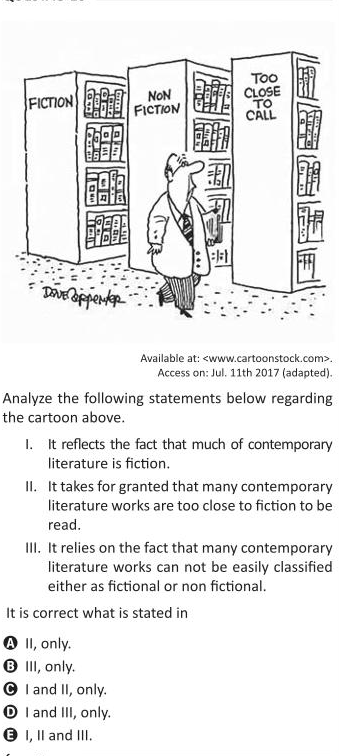 FICTION
NON
FICTION
TOO
CLOSE
TO
CALL
DAVE CARPENTER
Available at: <www.cartoonstock.com>.
Access on: Jul. 11th 2017 (adapted).
Analyze the following statements below regarding
the cartoon above.
I. It reflects the fact that much of contemporary
literature is fiction.
II. It takes for granted that many contemporary
literature works are too close to fiction to be
read.
III. It relies on the fact that many contemporary
literature works can not be easily classified
either as fictional or non fictional.
It is correct what is stated in
A II, only.
B III, only.
C I and II, only.
D I and III, only.
E I, II and III.